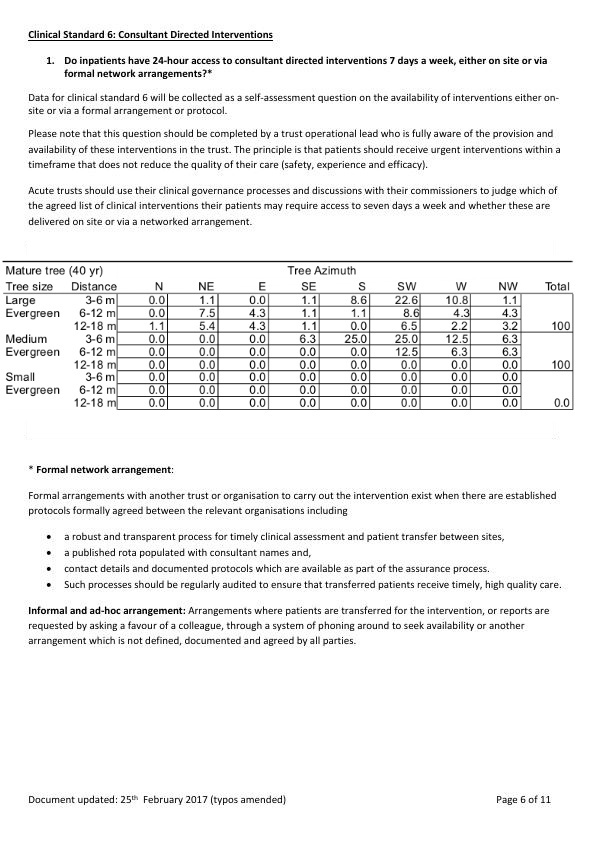 Clinical Standard 6: Consultant Directed Interventions
1. Do inpatients have 24-hour access to consultant directed interventions 7 days a week, either on site or via
formal network arrangements?*
Data for clinical standard 6 will be collected as a self-assessment question on the availability of interventions either on-
site or via a formal arrangement or protocol.
Please note that this question should be completed by a trust operational lead who is fully aware of the provision and
availability of these interventions in the trust. The principle is that patients should receive urgent interventions within a
timeframe that does not reduce the quality of their care (safety, experience and efficacy).
Acute trusts should use their clinical governance processes and discussions with their commissioners to judge which of
the agreed list of clinical interventions their patients may require access to seven days a week and whether these are
delivered on site or via a networked arrangement.
Mature tree (40 yr) Tree Azimuth
Tree size Distance N NE E SE S SW W NW Total
Large 3-6 m 0.0 1.1 0.0 1.1 8.6 22.6 10.8 1.1
Evergreen 6-12 m 0.0 7.5 4.3 1.1 1.1 8.6 4.3 4.3
12-18 m 1.1 5.4 4.3 1.1 0.0 6.5 2.2 3.2 100
Medium 3-6 m 0.0 0.0 0.0 6.3 25.0 25.0 12.5 6.3
Evergreen 6-12 m 0.0 0.0 0.0 0.0 0.0 12.5 6.3 6.3
12-18 m 0.0 0.0 0.0 0.0 0.0 0.0 0.0 0.0 100
Small 3-6 m 0.0 0.0 0.0 0.0 0.0 0.0 0.0 0.0
Evergreen 6-12 m 0.0 0.0 0.0 0.0 0.0 0.0 0.0 0.0
12-18 m 0.0 0.0 0.0 0.0 0.0 0.0 0.0 0.0 0.0
* Formal network arrangement:
Formal arrangements with another trust or organisation to carry out the intervention exist when there are established
protocols formally agreed between the relevant organisations including
• a robust and transparent process for timely clinical assessment and patient transfer between sites,
• a published rota populated with consultant names and,
• contact details and documented protocols which are available as part of the assurance process.
• Such processes should be regularly audited to ensure that transferred patients receive timely, high quality care.
Informal and ad-hoc arrangement: Arrangements where patients are transferred for the intervention, or reports are
requested by asking a favour of a colleague, through a system of phoning around to seek availability or another
arrangement which is not defined, documented and agreed by all parties.
Document updated: 25th February 2017 (typos amended) Page 6 of 11